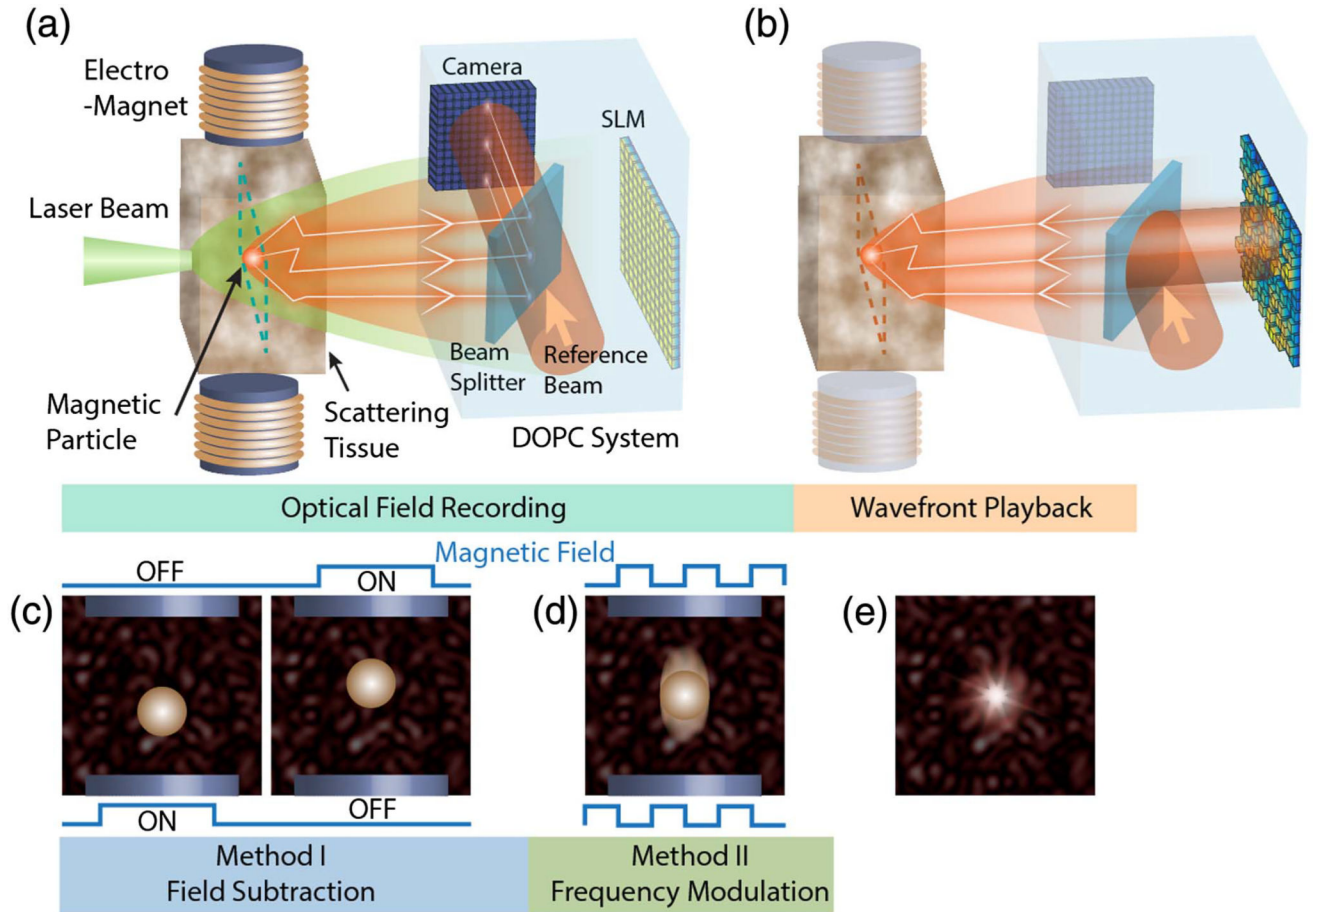 (a)
(b)
Electro
-Magnet
Camera
SLM
Laser Beam
Beam
Splitter
Reference
Beam
Magnetic
Particle
Scattering
Tissue
DOPC System
Optical Field Recording
Wavefront Playback
Magnetic Field
OFF
ON
(c)
(d)
(e)
ON
OFF
Method I
Field Subtraction
Method II
Frequency Modulation